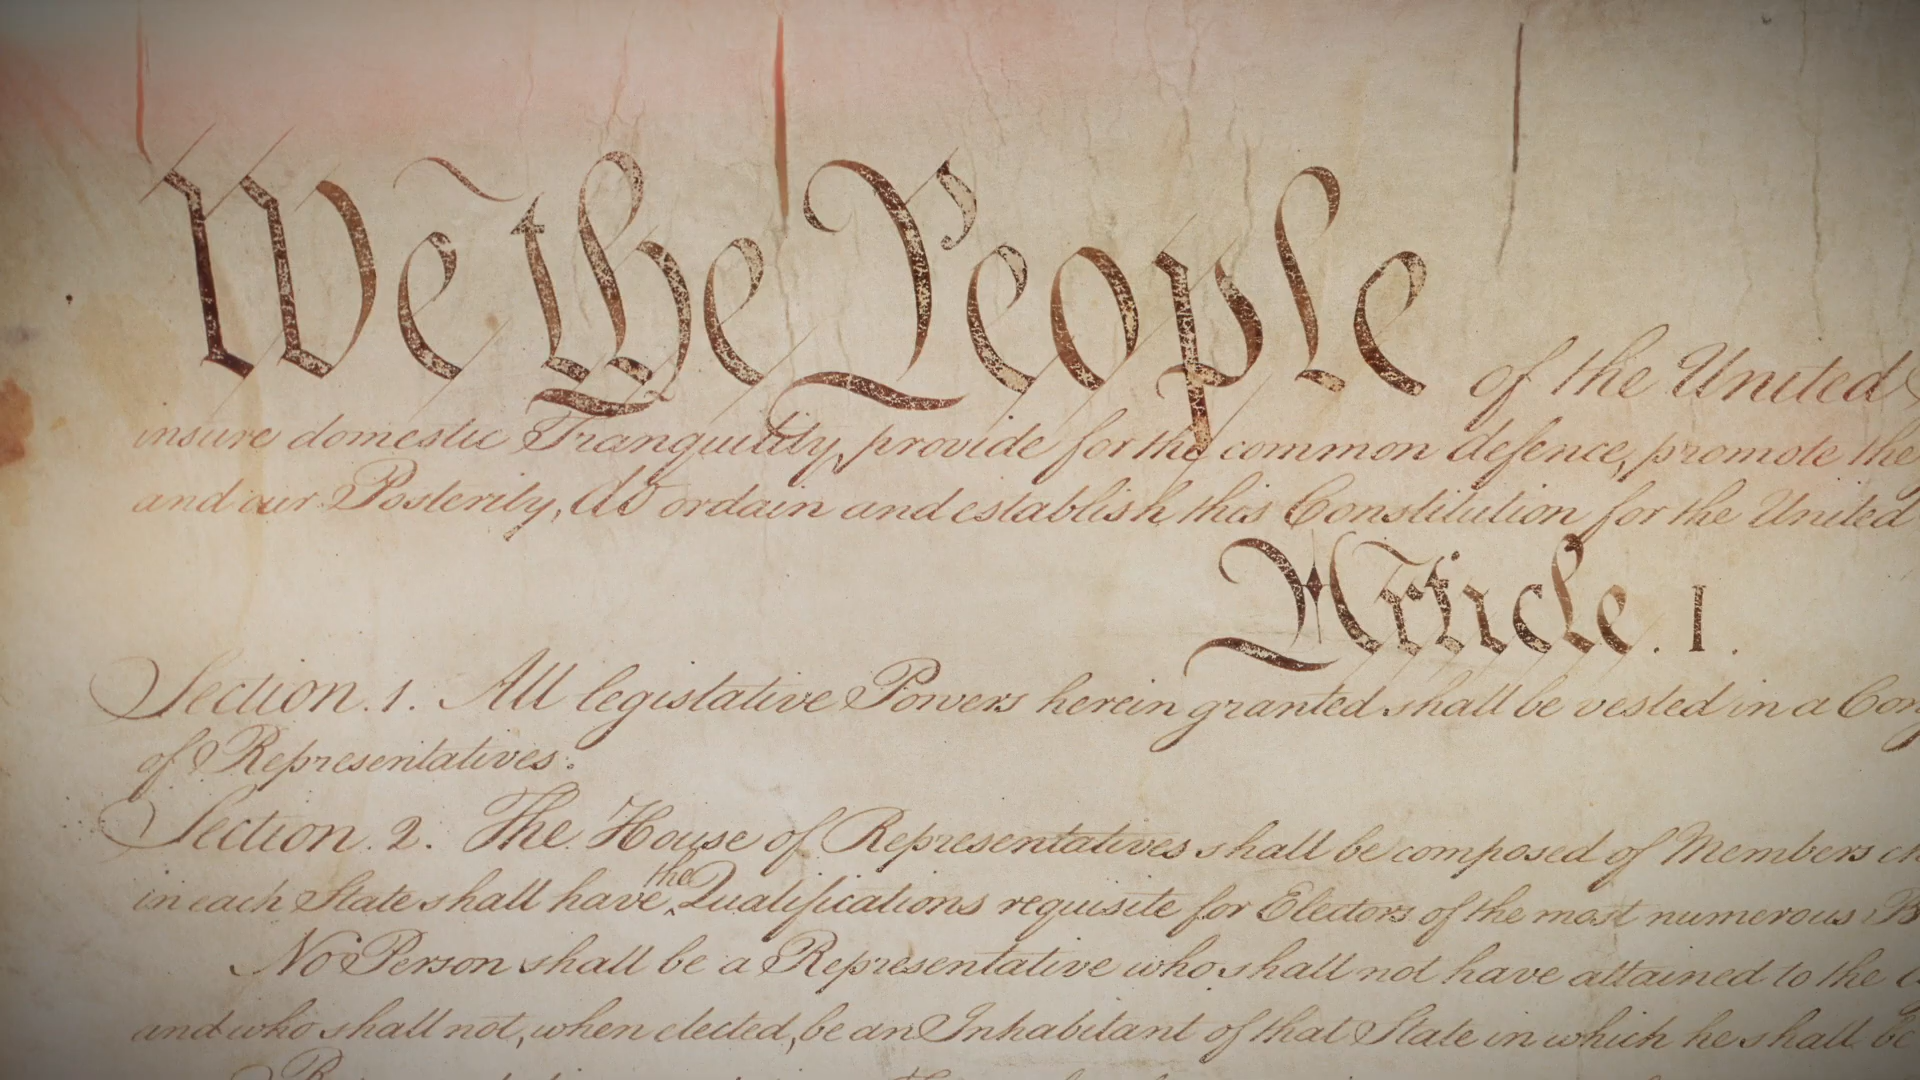 We the People of the United
insure domestic Tranquility, provide for the common defence, promote the
and our Posterity, do ordain and establish this Constitution for the United
Article. I.
Section. 1. All legislative Powers herein granted shall be vested in a Con
of Representatives.
Section. 2. The House of Representatives shall be composed of Members ch
in each State shall have the Qualifications requisite for Electors of the most numerous B
No Person shall be a Representative who shall not have attained to the
and who shall not, when elected, be an Inhabitant of that State in which he shall be